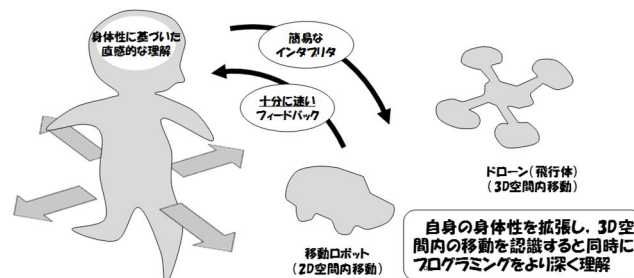 身体性に基づいた
直感的な理解
簡易な
インタプリタ
十分に速い
フィードバック
ドローン(飛行体)
(3D空間内移動)
移動ロボット
(2D空間内移動)
自身の身体性を拡張し，3D空
間内の移動を認識すると同時に
プログラミングをより深く理解